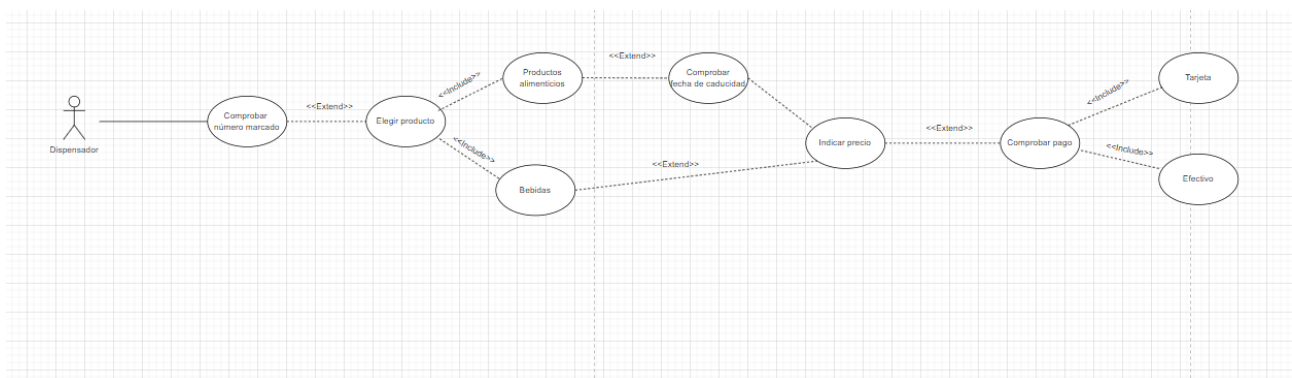 Dispensador
Comprobar
número marcado
<<Extend>>
Elegir producto
<<Include>>
<<Include>>
Productos
alimenticios
Bebidas
<<Extend>>
<<Extend>>
Comprobar
fecha de caducidad
Indicar precio
<<Extend>>
Comprobar pago
<<Include>>
<<Include>>
Tarjeta
Efectivo